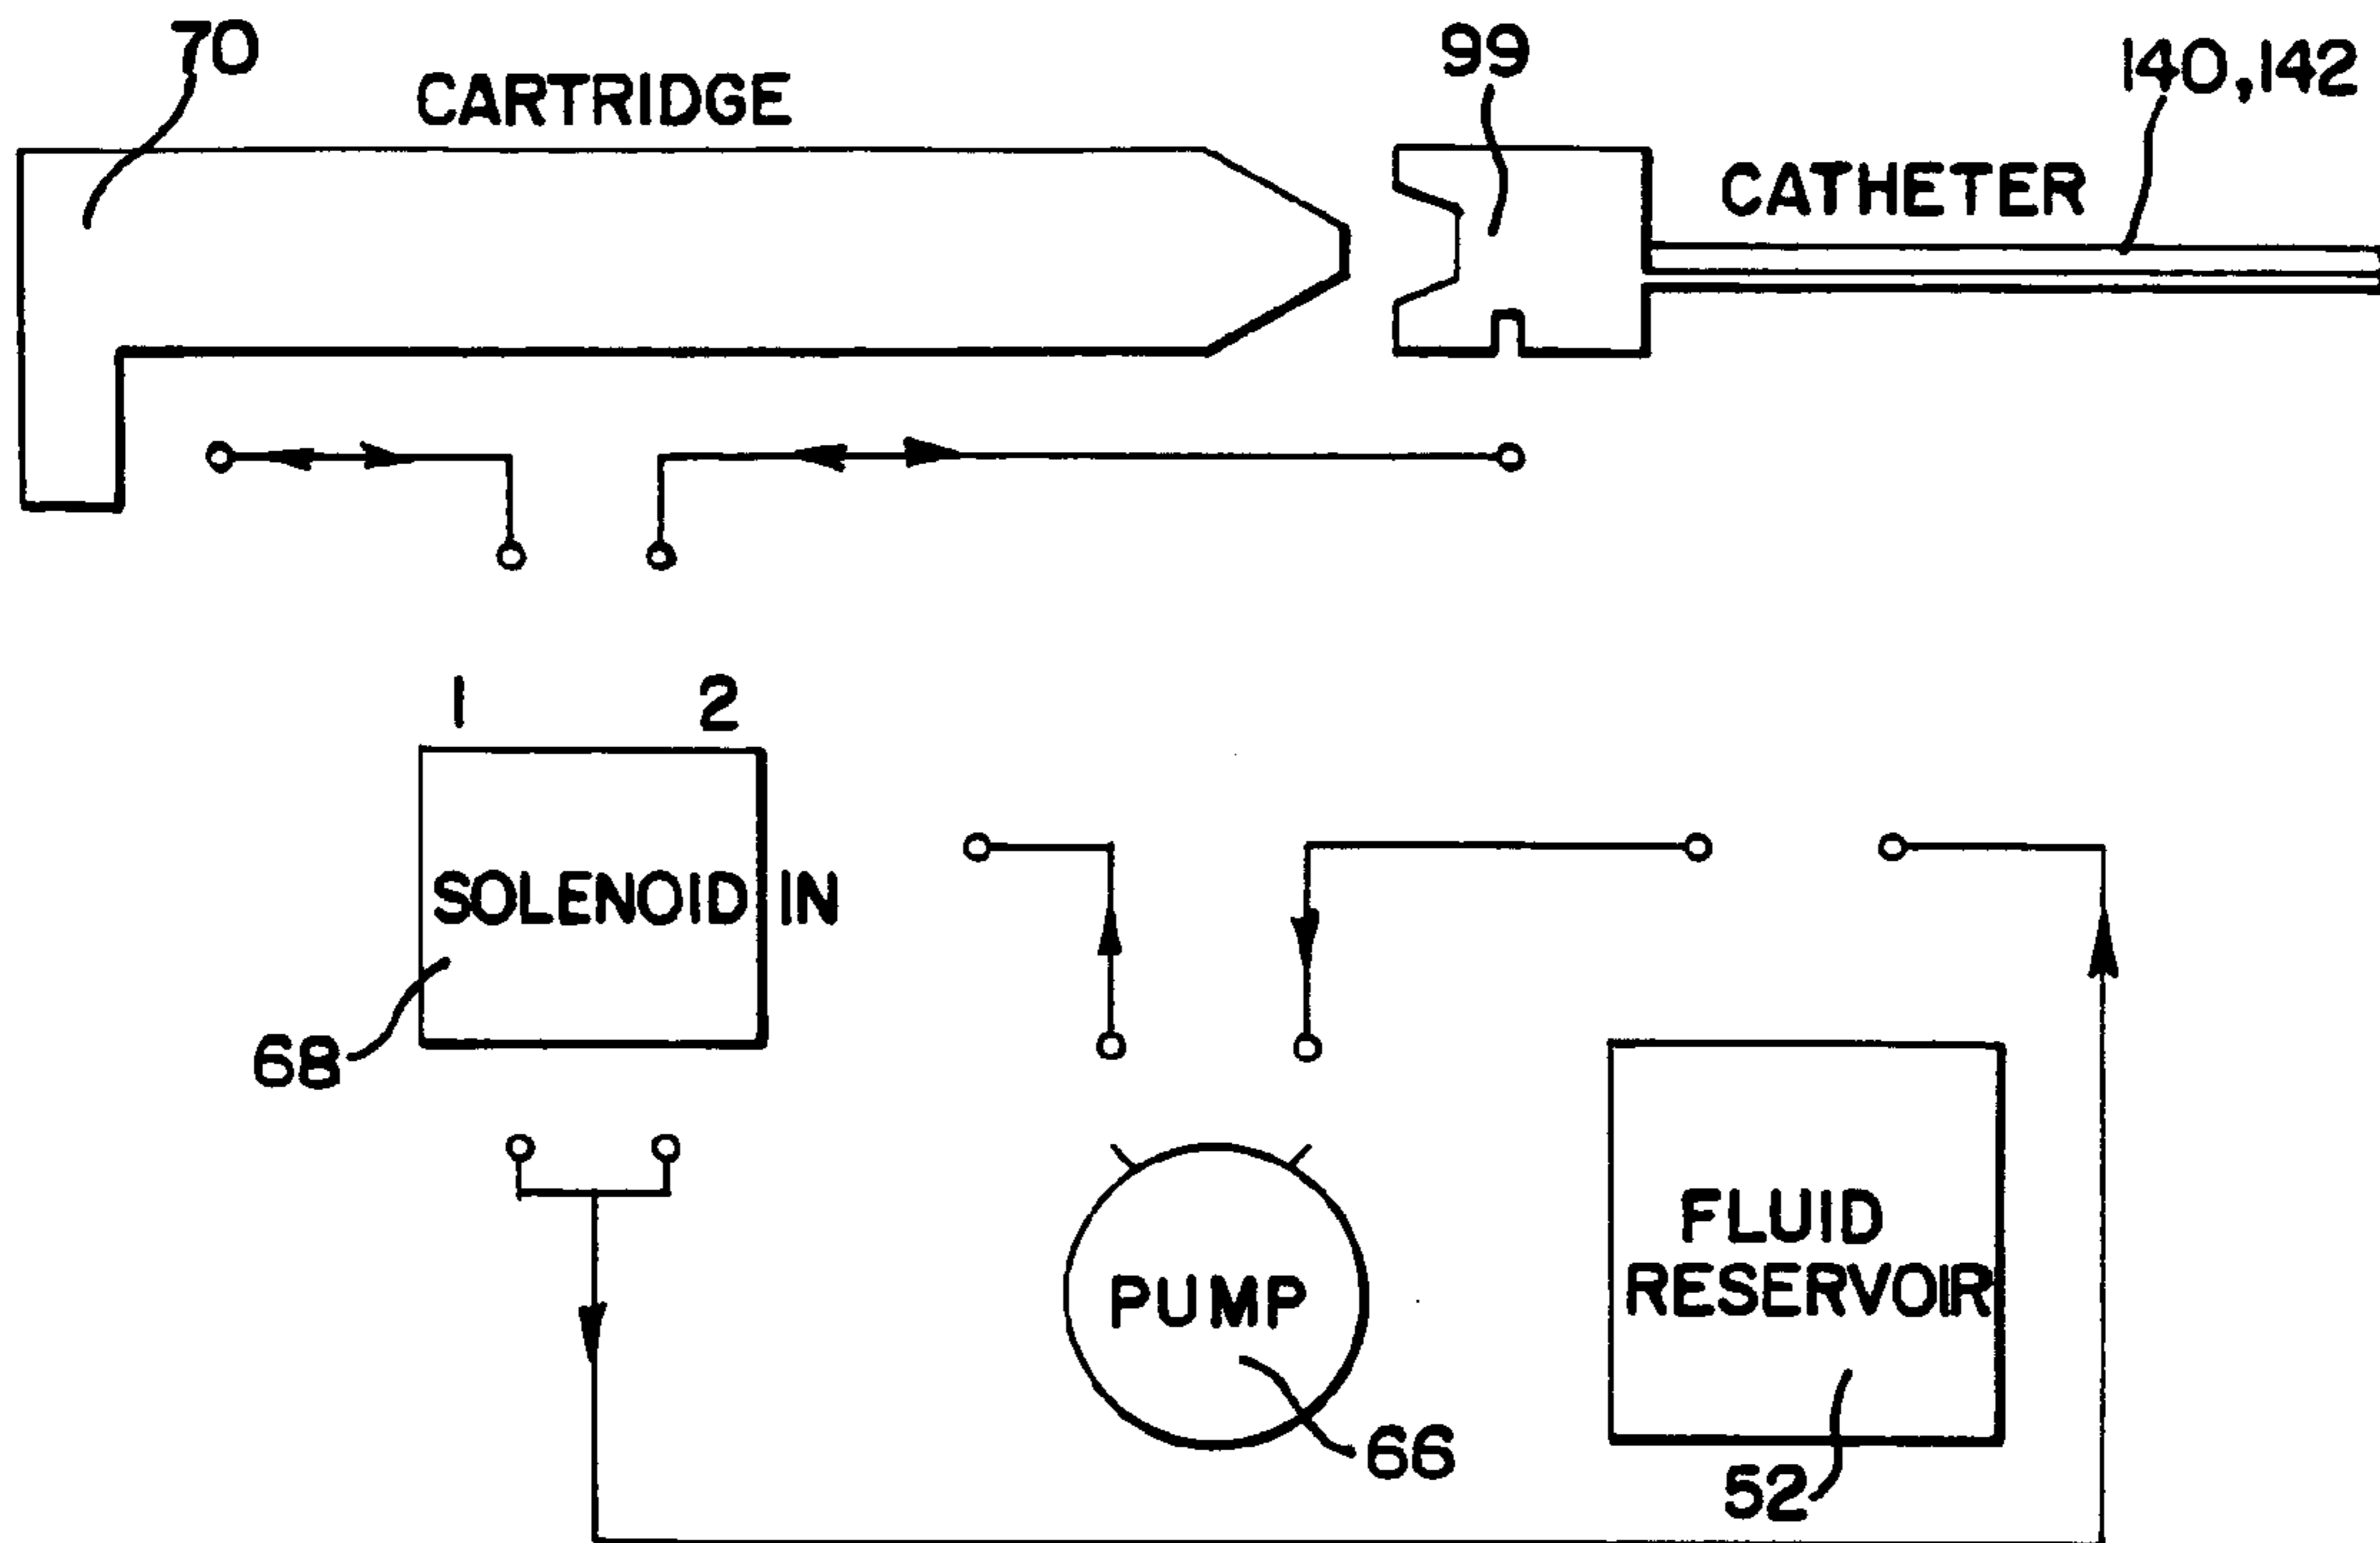 70
CARTRIDGE
99
140,142
CATHETER
1 2
SOLENOID IN
68
PUMP
66
FLUID
RESERVOIR
52